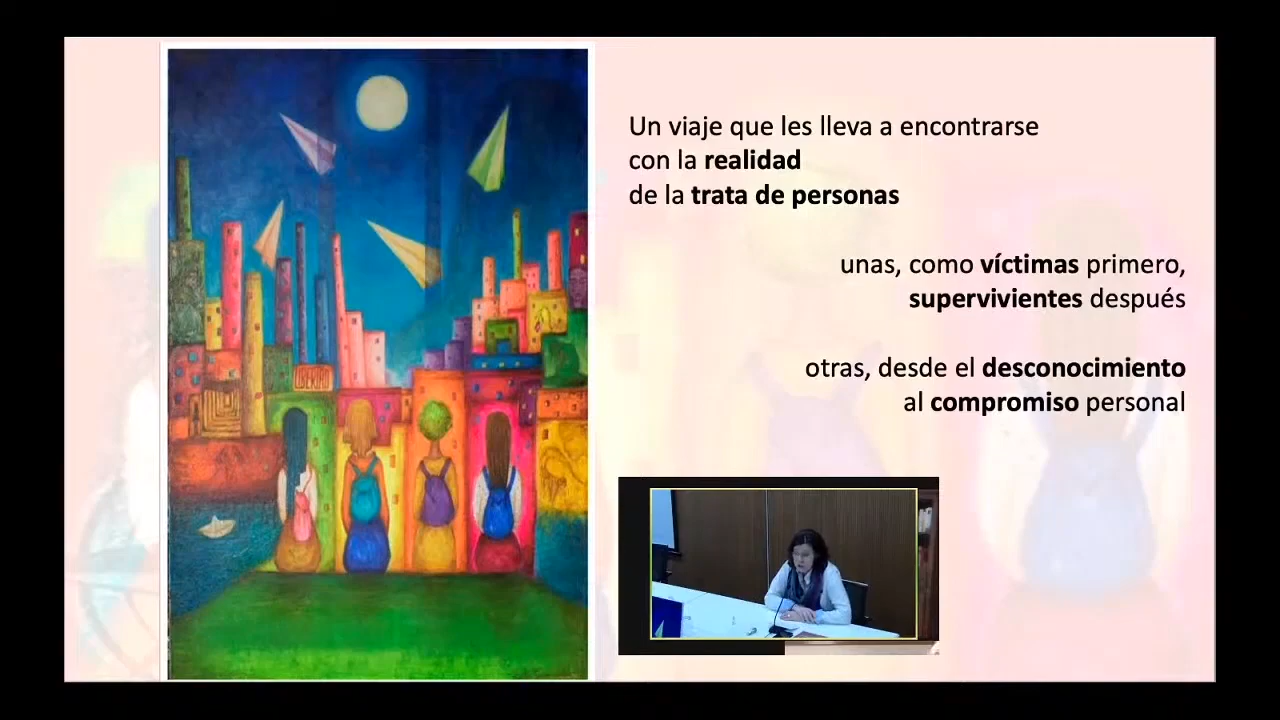 Un viaje que les lleva a encontrarse
con la realidad
de la trata de personas
unas, como víctimas primero,
supervivientes después
otras, desde el desconocimiento
al compromiso personal